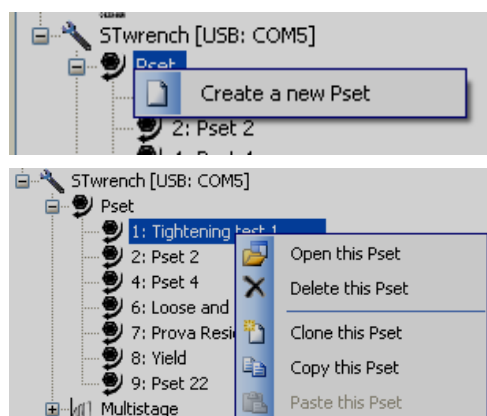 STwrench [USB: COM5]
Pset
Create a new Pset
2: Pset 2
STwrench [USB: COM5]
Pset
1: Tightening test 1
2: Pset 2
4: Pset 4
6: Loose and
7: Prova Resi
8: Yield
9: Pset 22
Multistage
Open this Pset
Delete this Pset
Clone this Pset
Copy this Pset
Paste this Pset